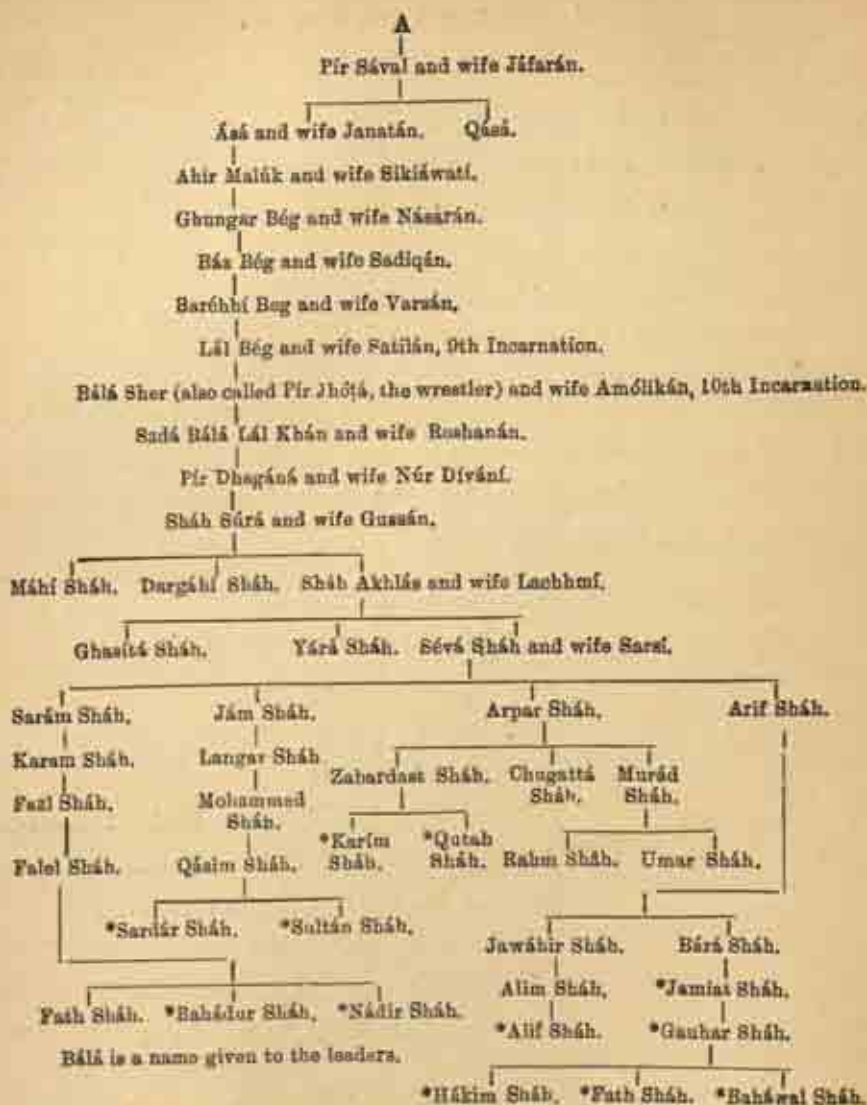 A
Pír Sával and wife Jáfarán.
Ásá and wife Janatán. Qásá.
Ahir Malúk and wife Sikiáwatí.
Ghungar Bég and wife Násarán.
Báz Bég and wife Sadiqán.
Baréhhí Beg and wife Varsán.
Lál Bég and wife Satilán, 9th Incarnation.
Bálá Sher (also called Pír Jhóṭá, the wrestler) and wife Amólikán, 10th Incarnation.
Sadá Bálá Lál Khán and wife Roshanán.
Pír Dhagáná and wife Núr Dívání.
Sháh Súrá and wife Gussán.
Máhí Sháh. Dargáhí Sháh. Sháh Akhlás and wife Lachhmí.
Ghasítá Sháh. Yárá Sháh. Sévá Sháh and wife Sarsí.
Sarám Sháh. Jám Sháh. Arpar Sháh. Arif Sháh.
Karam Sháh. Langar Sháh Zabardast Sháh. Chugattá Sháh. Murád Sháh.
Fazl Sháh. Mohammed Sháh. *Karím Sháh. *Qutab Sháh. Rahm Sháh. Umar Sháh.
Falel Sháh. Qásim Sháh.
*Sardár Sháh. *Sultán Sháh. Jawáhir Sháh. Bárá Sháh.
Alim Sháh. *Jamiat Sháh.
Fath Sháh. *Bahádur Sháh. *Nádir Sháh. *Alif Sháh. *Gauhar Sháh.
Bálá is a name given to the leaders.
*Hákim Sháh. *Fath Sháh. *Baháwal Sháh.